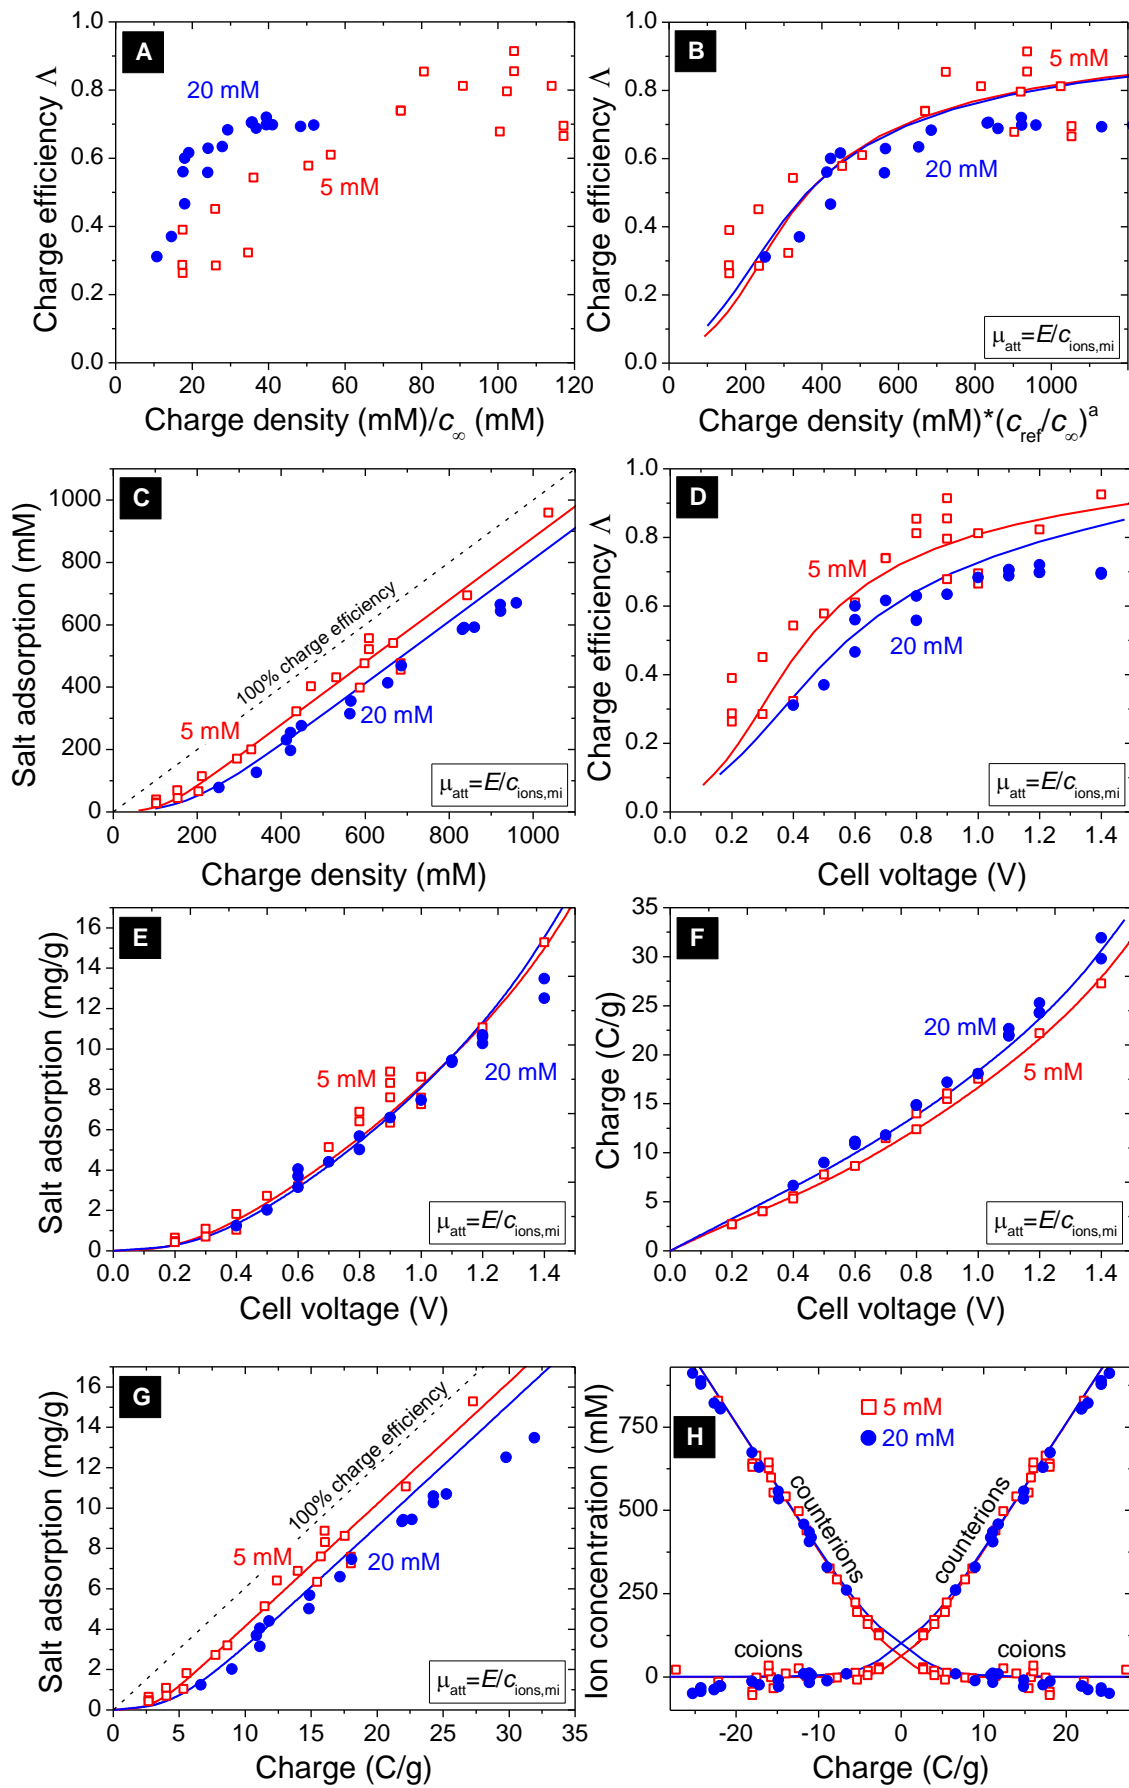 A
1.0
0.8
0.6
0.4
0.2
0.0
Charge efficiency Λ
20 mM
5 mM
0 20 40 60 80 100 120
Charge density (mM)/c∞ (mM)
B
1.0
0.8
0.6
0.4
0.2
0.0
Charge efficiency Λ
5 mM
20 mM
μatt=E/cions,mi
0 200 400 600 800 1000
Charge density (mM)*(cref/c∞)a
C
1000
800
600
400
200
0
Salt adsorption (mM)
100% charge efficiency
5 mM
20 mM
μatt=E/cions,mi
0 200 400 600 800 1000
Charge density (mM)
D
1.0
0.8
0.6
0.4
0.2
0.0
Charge efficiency Λ
5 mM
20 mM
0.0 0.2 0.4 0.6 0.8 1.0 1.2 1.4
Cell voltage (V)
E
16
14
12
10
8
6
4
2
0
Salt adsorption (mg/g)
5 mM
20 mM
μatt=E/cions,mi
0.0 0.2 0.4 0.6 0.8 1.0 1.2 1.4
Cell voltage (V)
F
35
30
25
20
15
10
5
0
Charge (C/g)
20 mM
5 mM
μatt=E/cions,mi
0.0 0.2 0.4 0.6 0.8 1.0 1.2 1.4
Cell voltage (V)
G
16
14
12
10
8
6
4
2
0
Salt adsorption (mg/g)
100% charge efficiency
5 mM
20 mM
μatt=E/cions,mi
0 5 10 15 20 25 30 35
Charge (C/g)
H
750
500
250
0
Ion concentration (mM)
5 mM
20 mM
counterions
counterions
coions
coions
-20 -10 0 10 20
Charge (C/g)